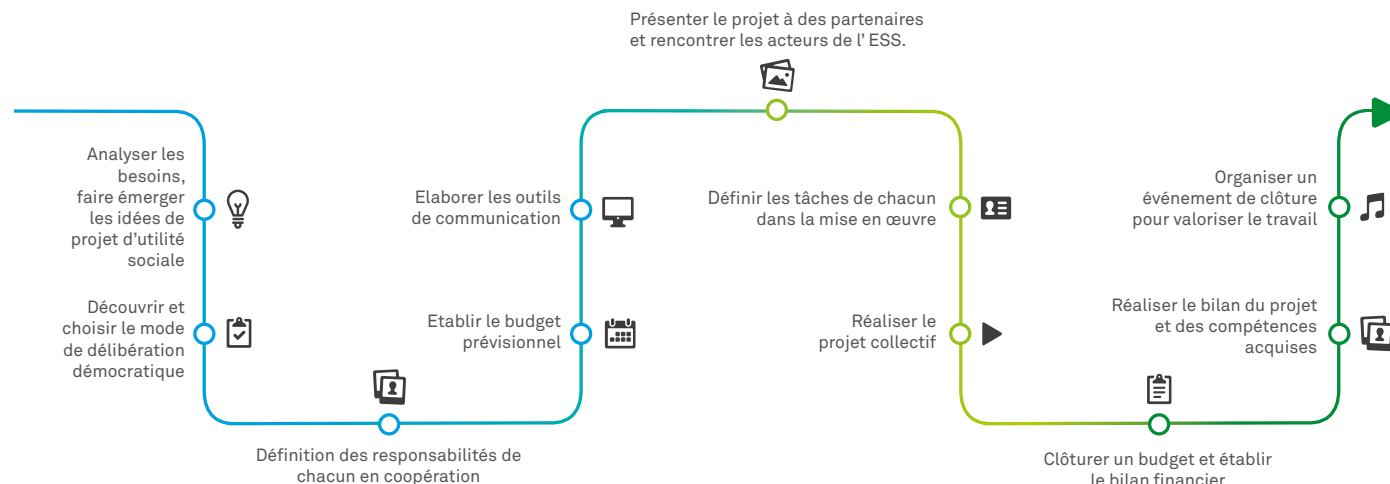 Analyser les
besoins,
faire émerger
les idées de
projet d'utilité
sociale
Découvrir et
choisir le mode
de délibération
démocratique
Définition des responsabilités de
chacun en coopération
Etablir le budget
prévisionnel
Elaborer les outils
de communication
Présenter le projet à des partenaires
et rencontrer les acteurs de l' ESS.
Définir les tâches de chacun
dans la mise en œuvre
Réaliser le
projet collectif
Clôturer un budget et établir
le bilan financier
Réaliser le bilan du projet
et des compétences
acquises
Organiser un
événement de clôture
pour valoriser le travail